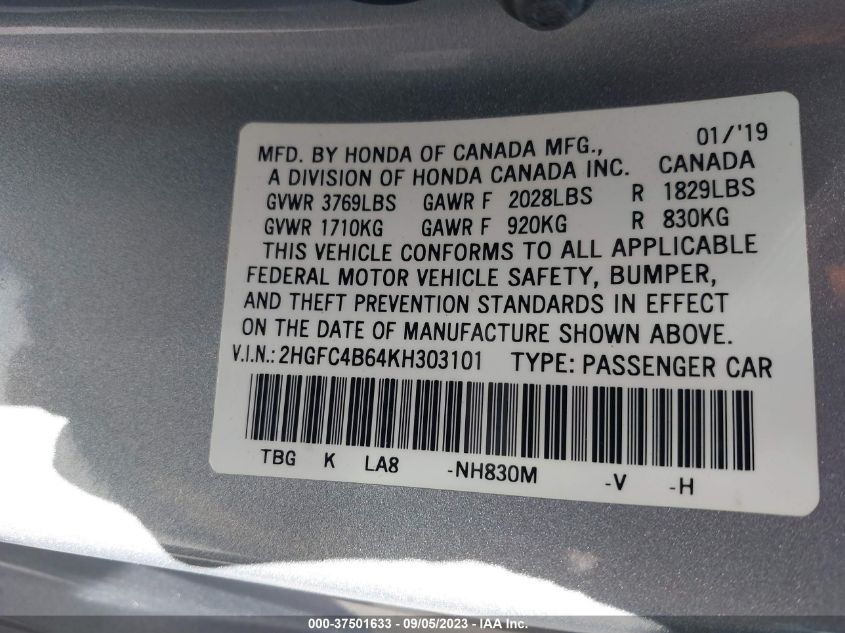 01/'19
MFD. BY HONDA OF CANADA MFG.,
A DIVISION OF HONDA CANADA INC. CANADA
GVWR 3769LBS GAWR F 2028LBS R 1829LBS
GVWR 1710KG GAWR F 920KG R 830KG
THIS VEHICLE CONFORMS TO ALL APPLICABLE
FEDERAL MOTOR VEHICLE SAFETY, BUMPER,
AND THEFT PREVENTION STANDARDS IN EFFECT
ON THE DATE OF MANUFACTURE SHOWN ABOVE.
V.I.N.: 2HGFC4B64KH303101 TYPE: PASSENGER CAR
TBG K LA8 -NH830M -V -H
000-37501633 - 09/05/2023 - IAA Inc.